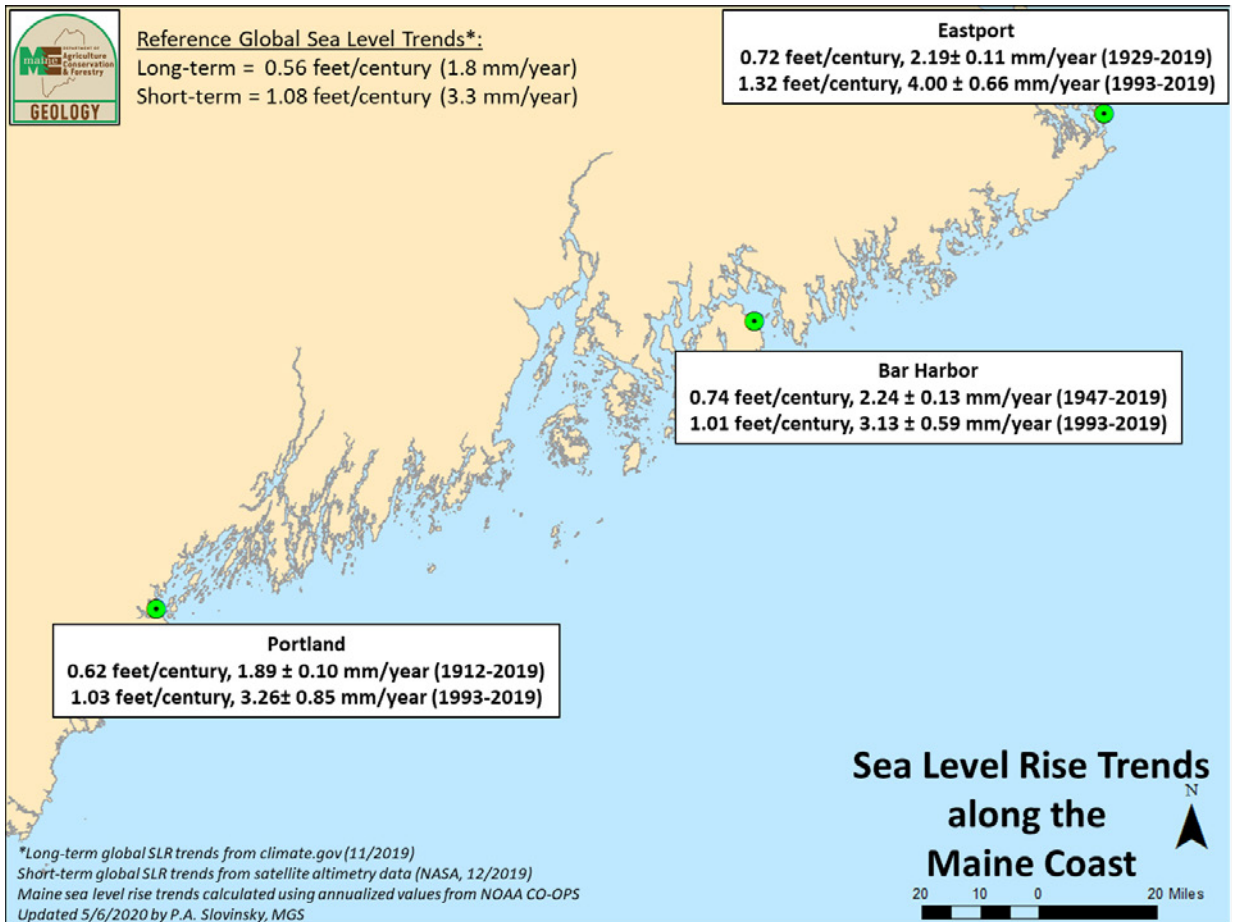 DEPARTMENT OF
Maine
Agriculture
Conservation
& Forestry
GEOLOGY
Reference Global Sea Level Trends*:
Long-term = 0.56 feet/century (1.8 mm/year)
Short-term = 1.08 feet/century (3.3 mm/year)
Eastport
0.72 feet/century, 2.19± 0.11 mm/year (1929-2019)
1.32 feet/century, 4.00 ± 0.66 mm/year (1993-2019)
Bar Harbor
0.74 feet/century, 2.24 ± 0.13 mm/year (1947-2019)
1.01 feet/century, 3.13 ± 0.59 mm/year (1993-2019)
Portland
0.62 feet/century, 1.89 ± 0.10 mm/year (1912-2019)
1.03 feet/century, 3.26± 0.85 mm/year (1993-2019)
Sea Level Rise Trends
along the
Maine Coast
N
20 10 0 20 Miles
*Long-term global SLR trends from climate.gov (11/2019)
Short-term global SLR trends from satellite altimetry data (NASA, 12/2019)
Maine sea level rise trends calculated using annualized values from NOAA CO-OPS
Updated 5/6/2020 by P.A. Slovinsky, MGS